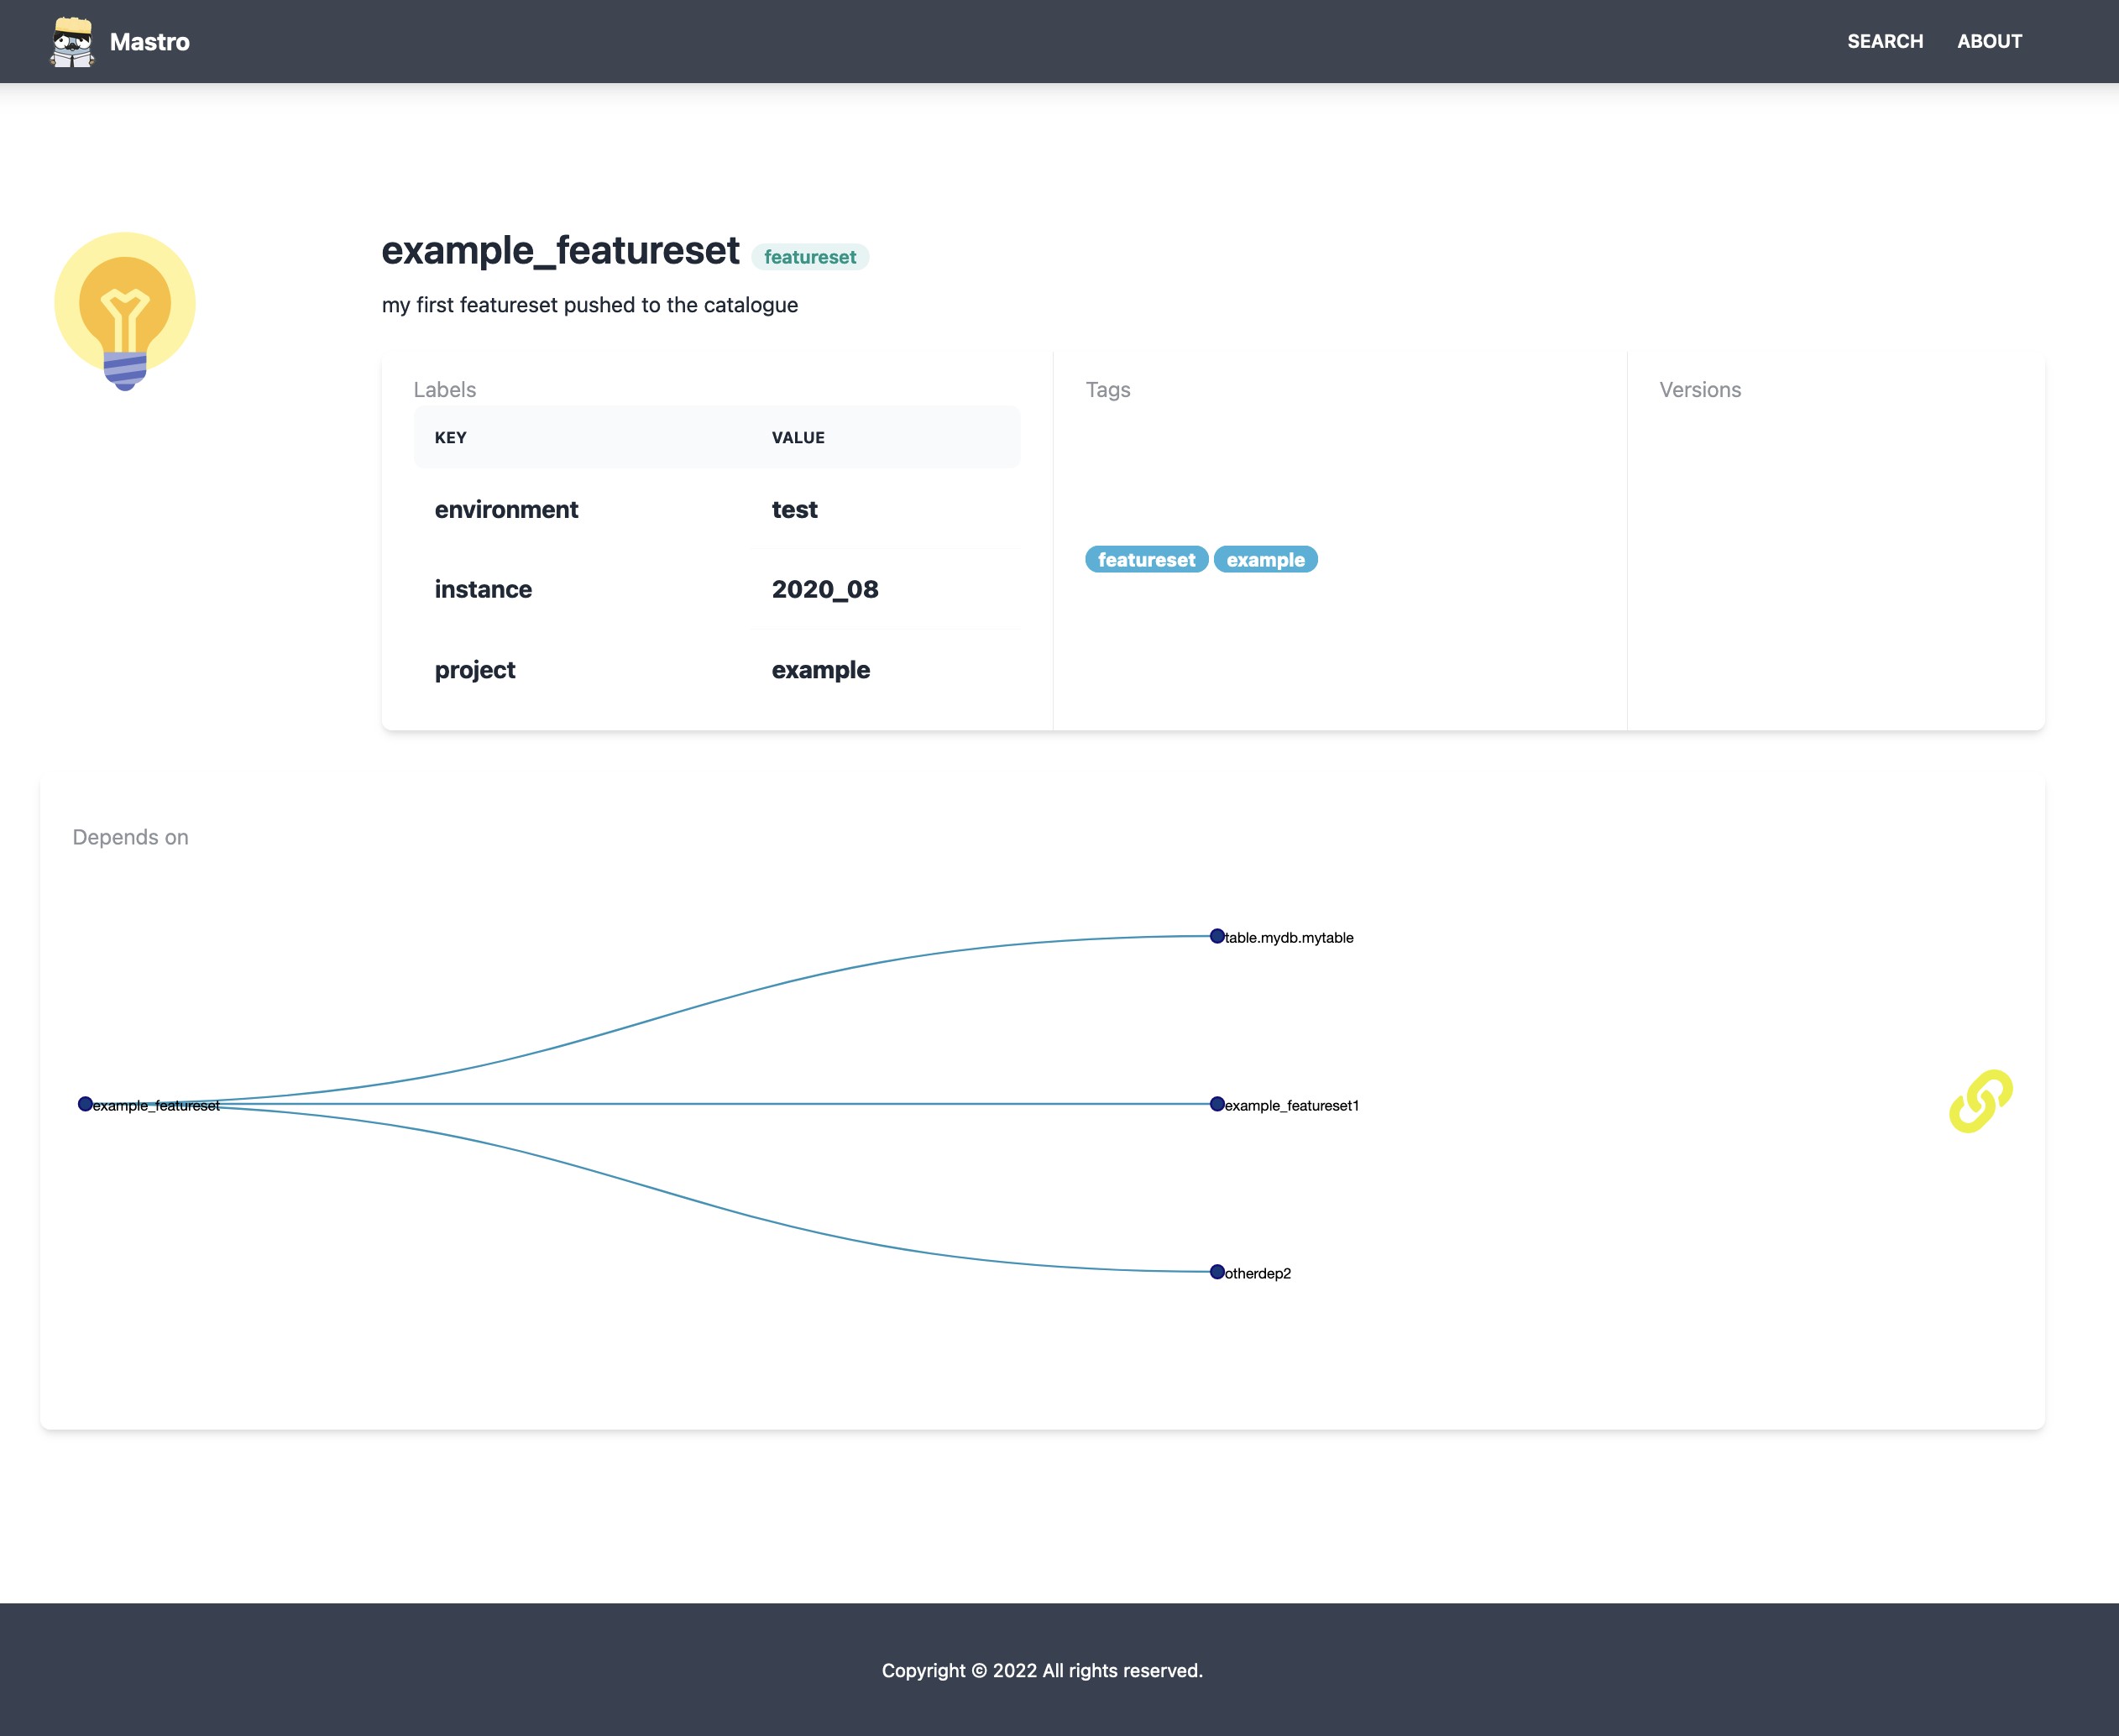 Mastro
SEARCH ABOUT
example_featureset featureset
my first featureset pushed to the catalogue
Labels
KEY VALUE
environment test
instance 2020_08
project example
Tags
featureset example
Versions
Depends on
table.mydb.mytable
example_featureset
example_featureset1
otherdep2
Copyright © 2022 All rights reserved.